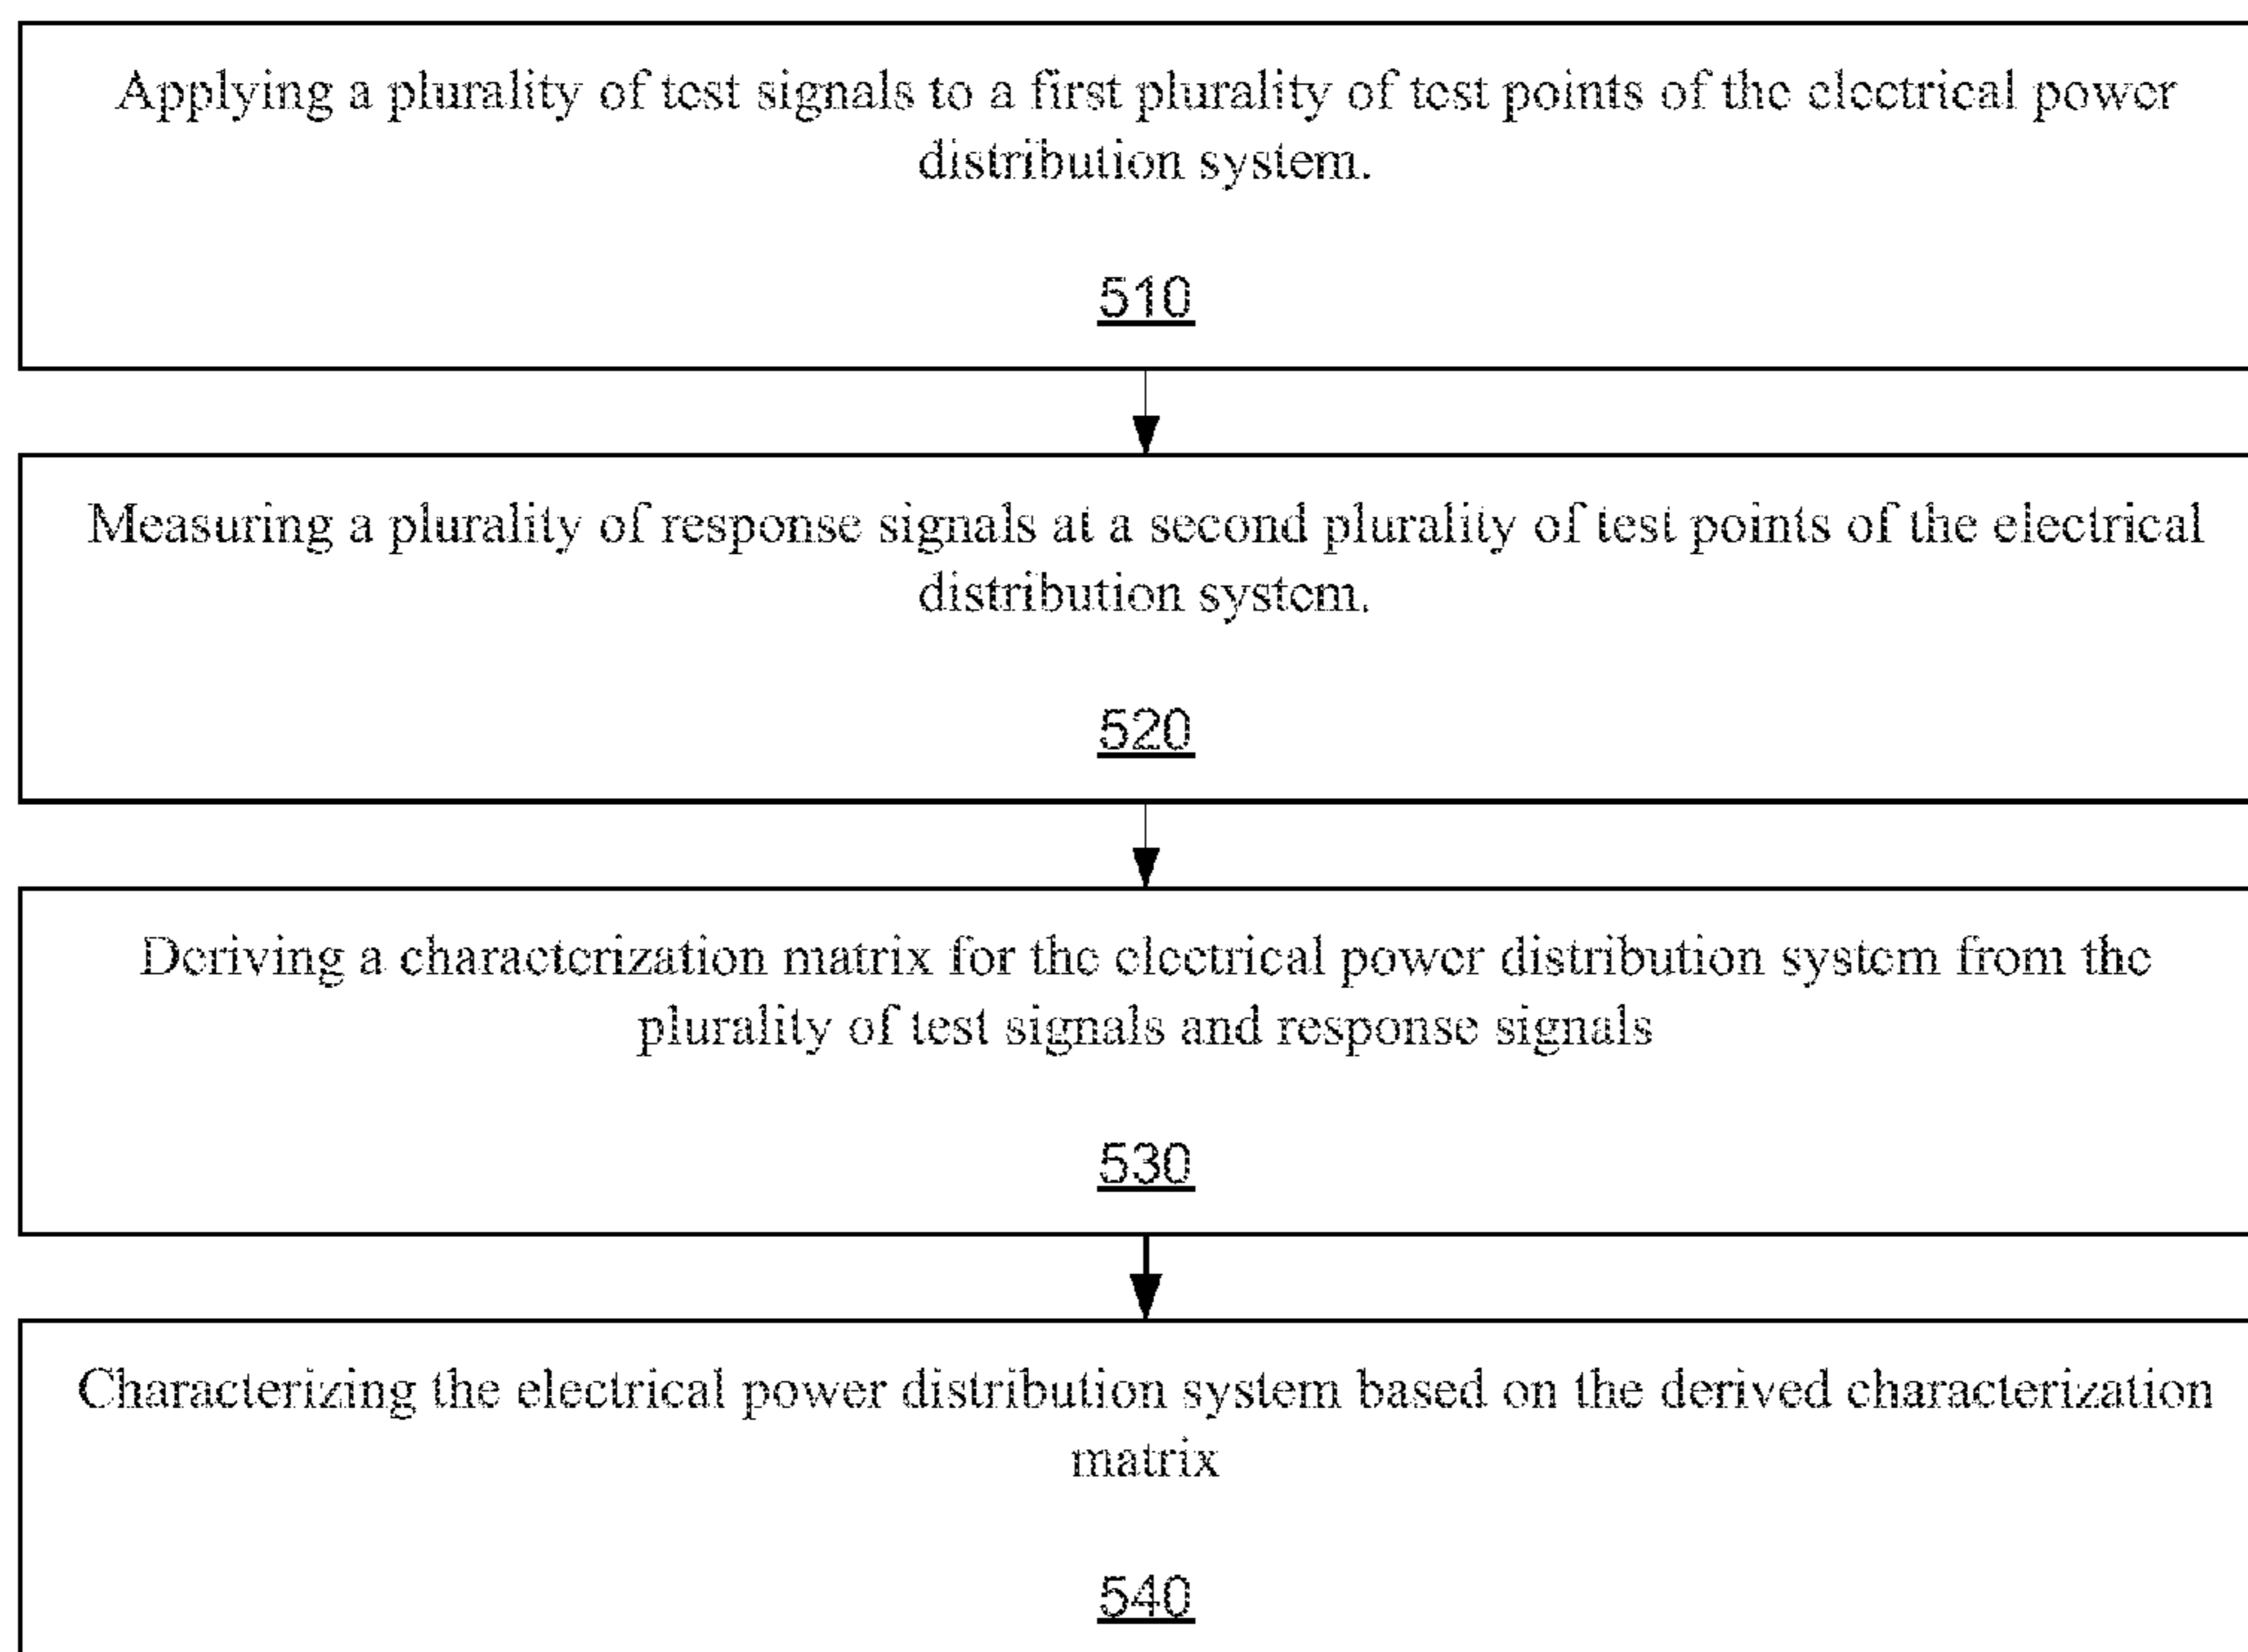 Applying a plurality of test signals to a first plurality of test points of the electrical power
distribution system.
510
Measuring a plurality of response signals at a second plurality of test points of the electrical
distribution system.
520
Deriving a characterization matrix for the electrical power distribution system from the
plurality of test signals and response signals
530
Characterizing the electrical power distribution system based on the derived characterization
matrix
540